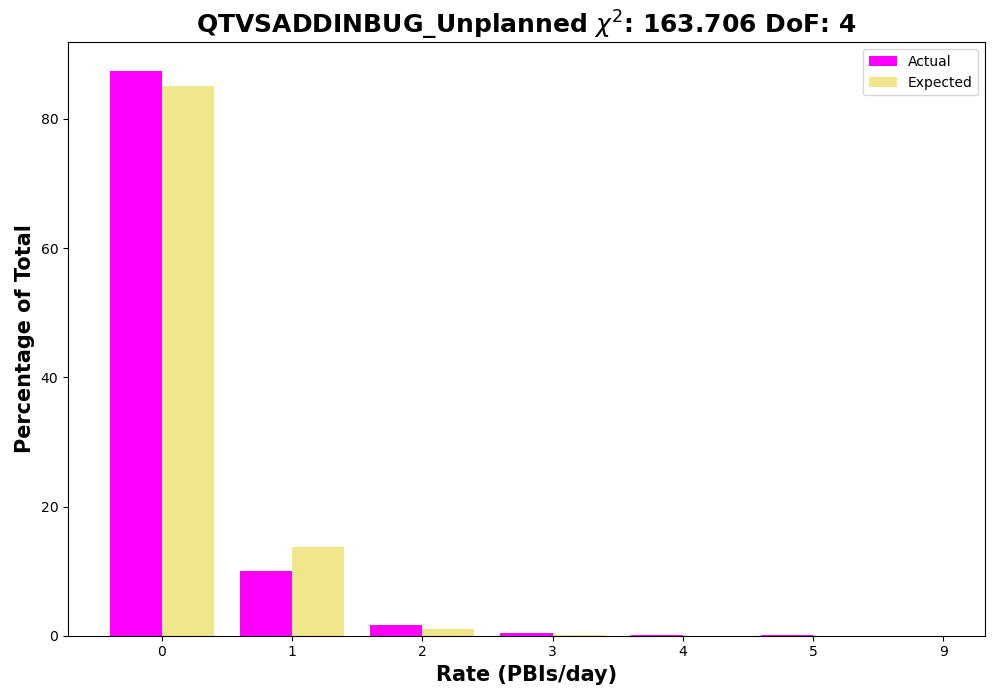 QTVSADDINBUG_Unplanned χ²: 163.706 DoF: 4
Actual
Expected
Percentage of Total
80
60
40
20
0
0 1 2 3 4 5 9
Rate (PBIs/day)